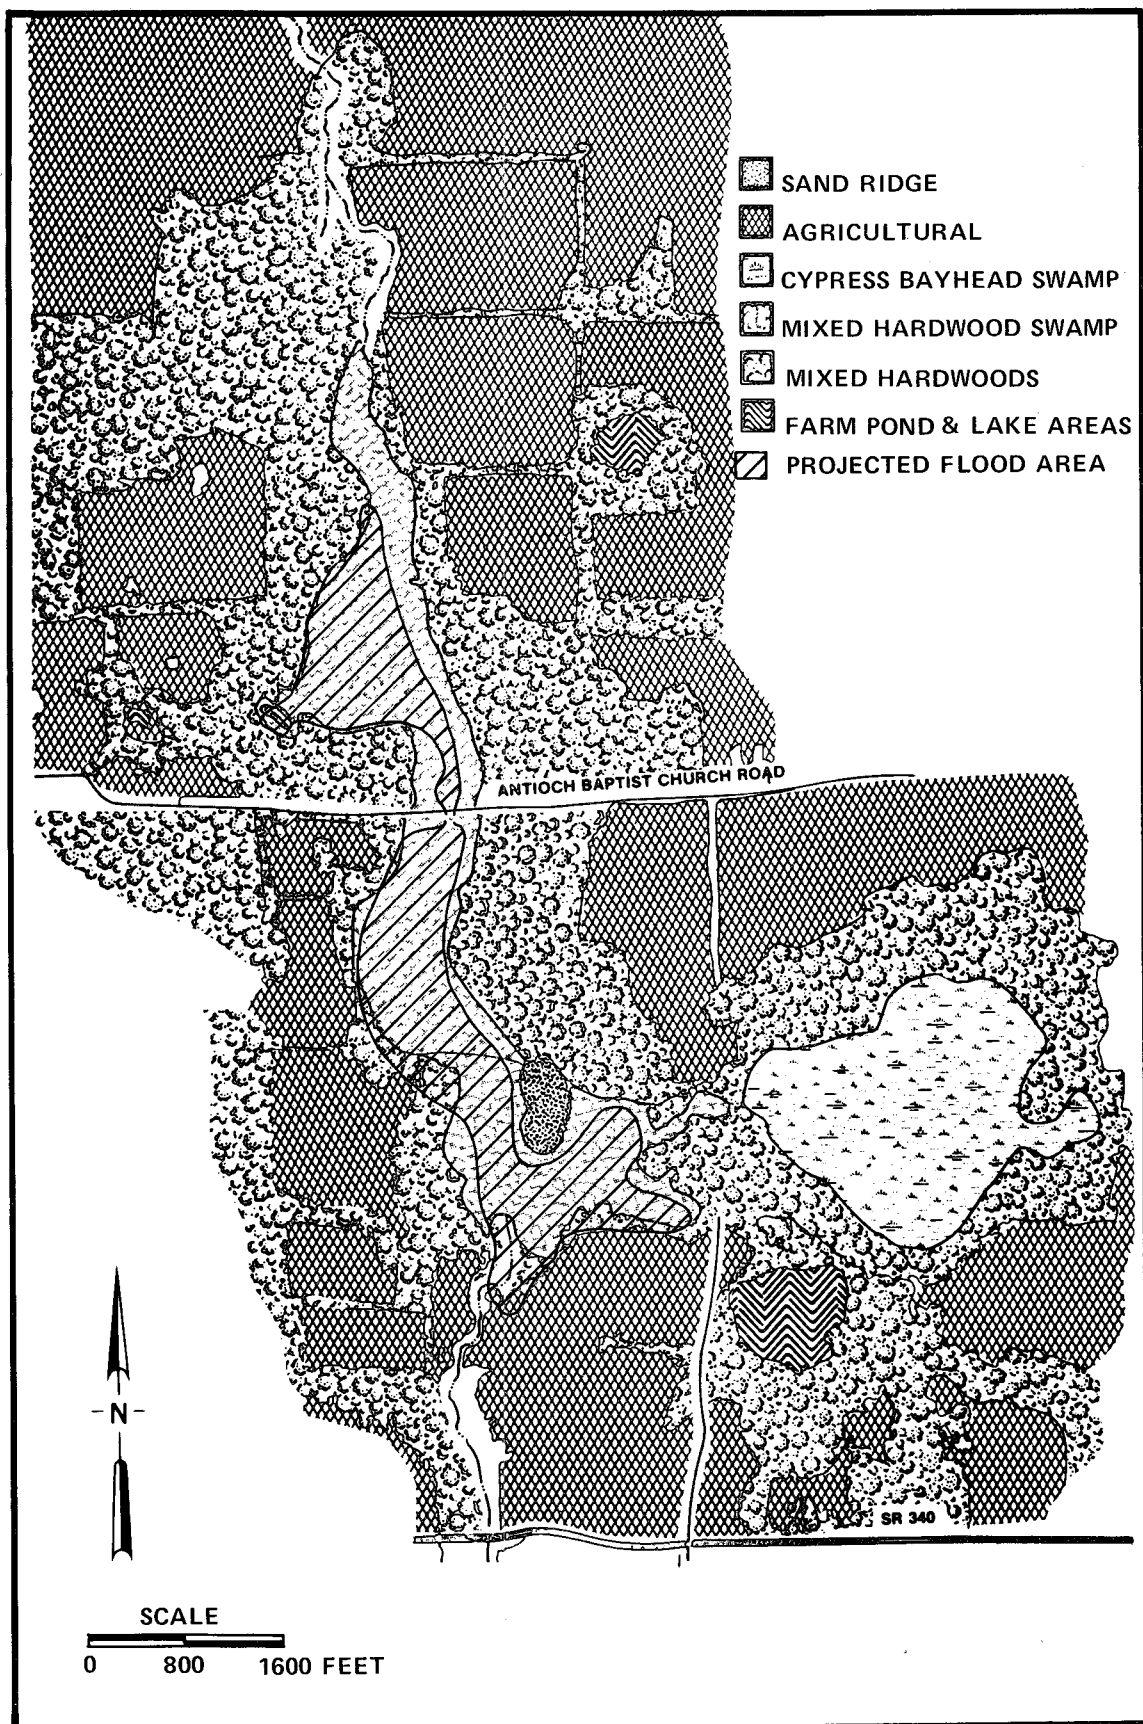 SAND RIDGE
AGRICULTURAL
CYPRESS BAYHEAD SWAMP
MIXED HARDWOOD SWAMP
MIXED HARDWOODS
FARM POND & LAKE AREAS
PROJECTED FLOOD AREA
ANTIOCH BAPTIST CHURCH ROAD
N
SR 340
SCALE
0 800 1600 FEET